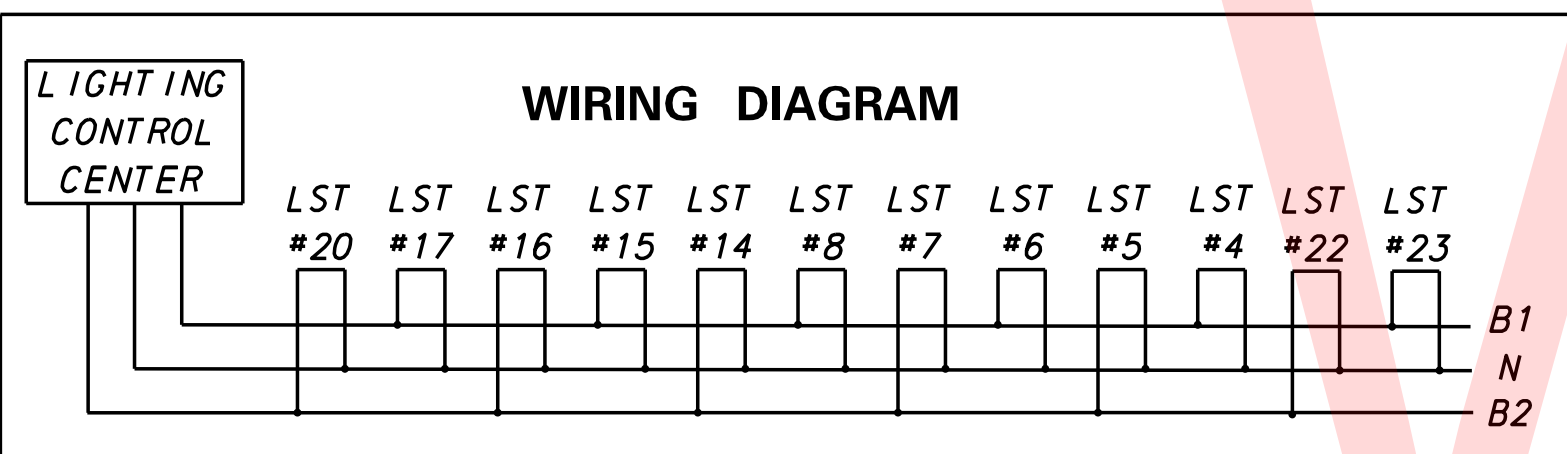 LIGHTING
CONTROL
CENTER
WIRING DIAGRAM
LST LST LST LST LST LST LST LST LST LST LST LST
#20 #17 #16 #15 #14 #8 #7 #6 #5 #4 #22 #23
B1
N
B2